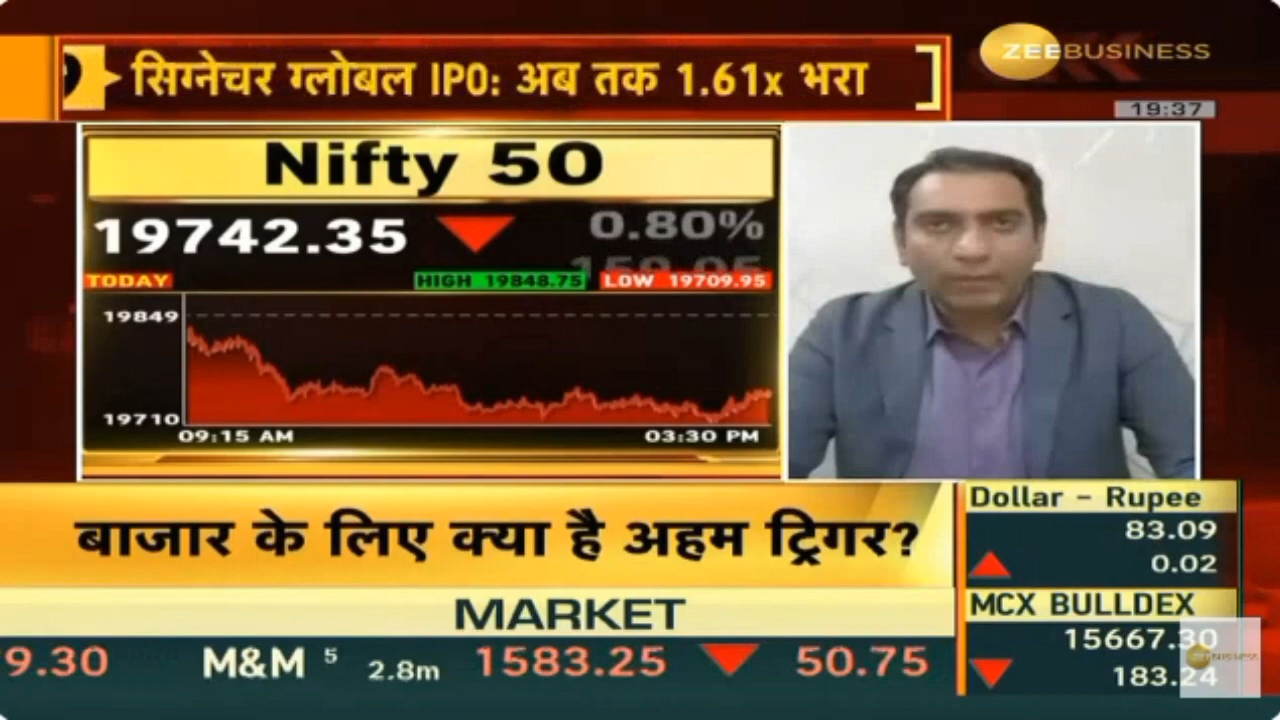 सिग्नेचर ग्लोबल IPO: अब तक 1.61x भरा
ZEEBUSINESS
19:37
Nifty 50
19742.35 0.80%
TODAY HIGH 19848.75 LOW 19709.95
19849
19710
09:15 AM 03:30 PM
बाजार के लिए क्या है अहम ट्रिगर?
Dollar - Rupee
83.09
0.02
MCX BULLDEX
15667.30
183.24
MARKET
9.30 M&M 5 2.8m 1583.25 50.75
ZEEBUSINESS